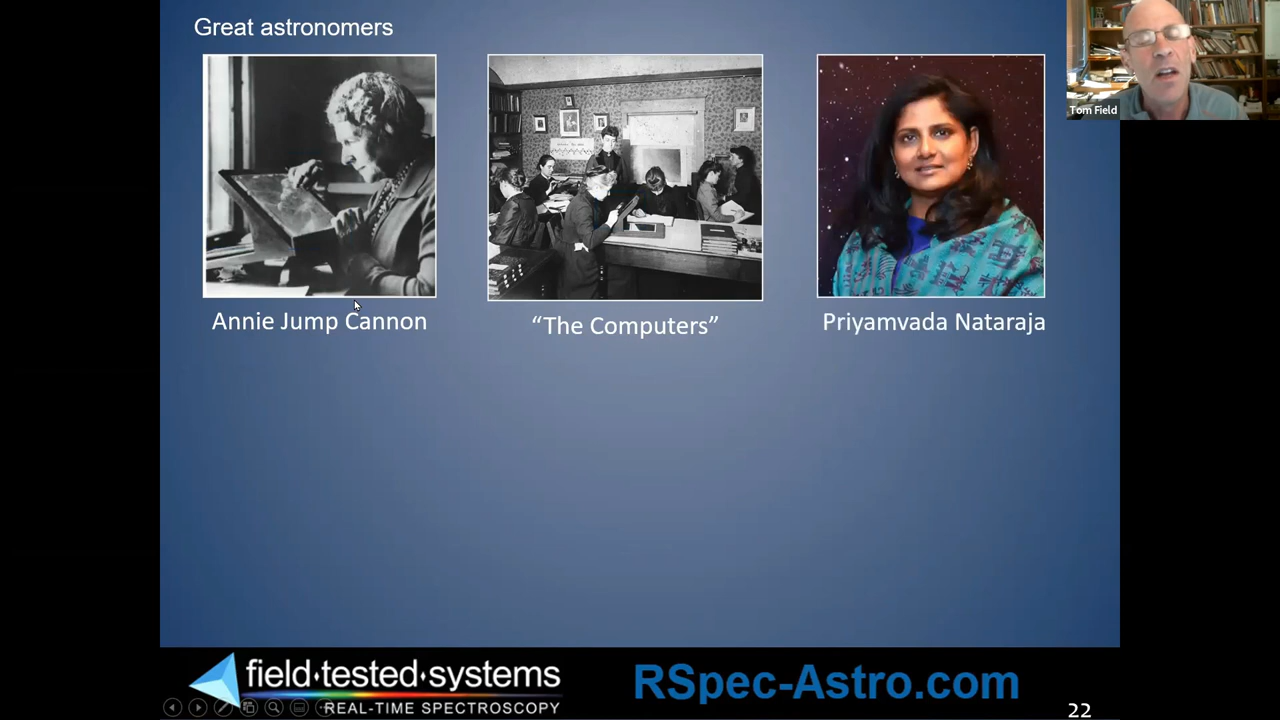 Great astronomers
Tom Field
Annie Jump Cannon
“The Computers”
Priyamvada Nataraja
field·tested·systems
REAL-TIME SPECTROSCOPY
RSpec-Astro.com
22